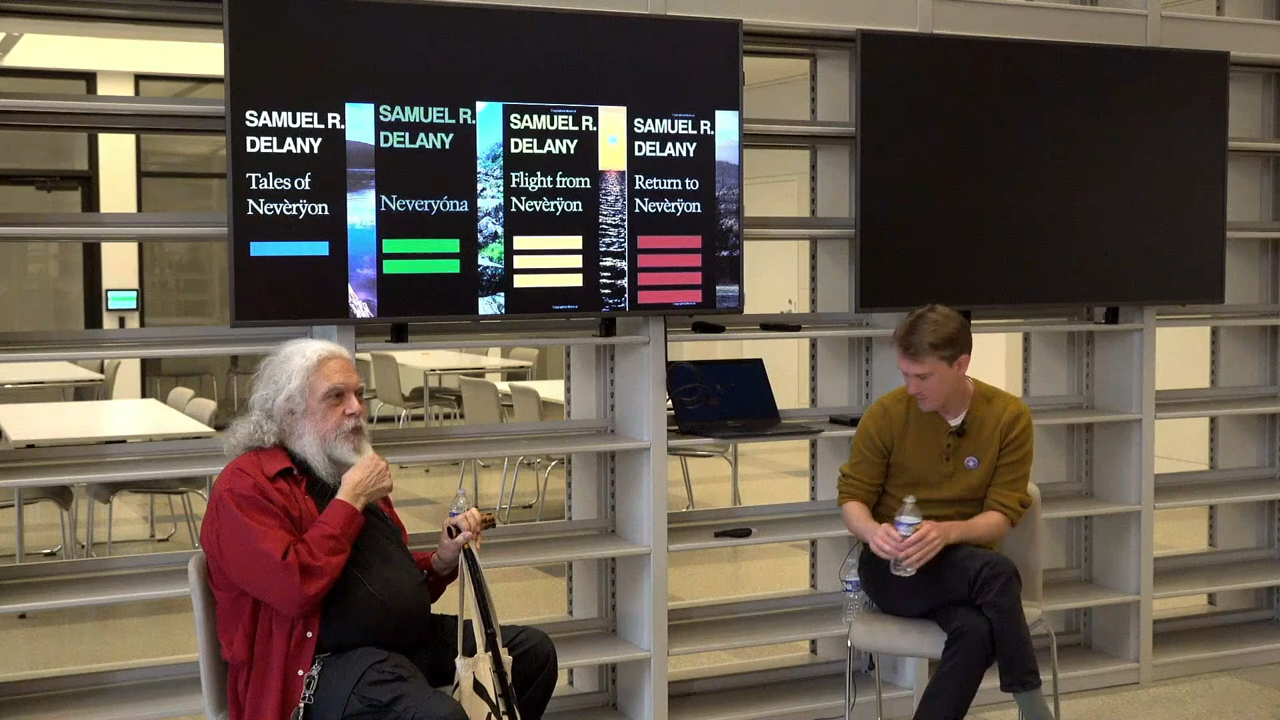 SAMUEL R.
DELANY
Tales of
Nevèrÿon
SAMUEL R.
DELANY
Neveryóna
SAMUEL R.
DELANY
Flight from
Nevèrÿon
SAMUEL R.
DELANY
Return to
Nevèrÿon